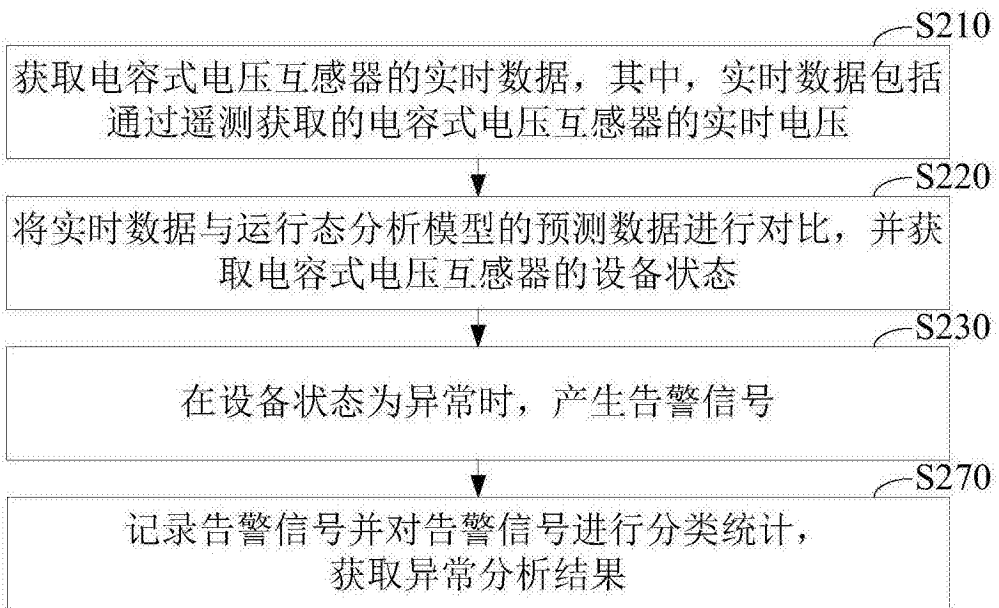 S210
获取电容式电压互感器的实时数据，其中，实时数据包括
通过遥测获取的电容式电压互感器的实时电压
S220
将实时数据与运行态分析模型的预测数据进行对比，并获
取电容式电压互感器的设备状态
S230
在设备状态为异常时，产生告警信号
S270
记录告警信号并对告警信号进行分类统计，
获取异常分析结果